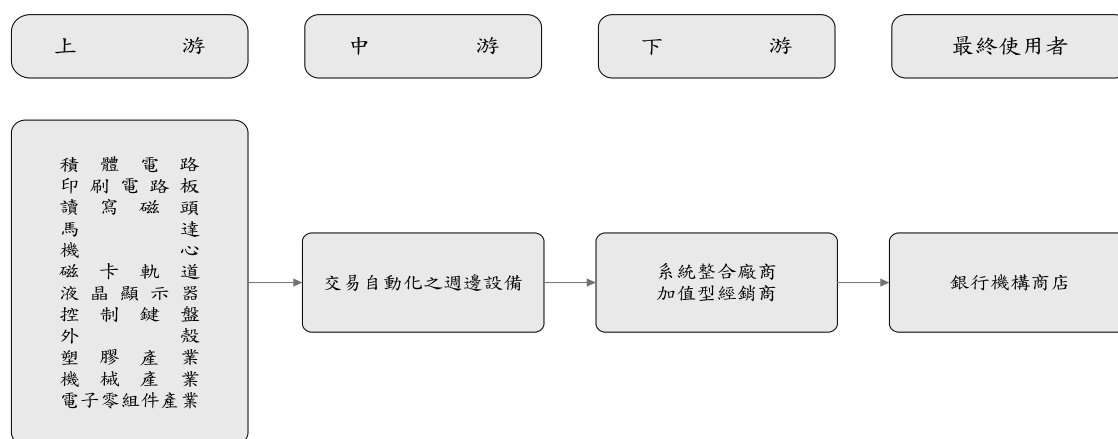 上游
中游
下游
最終使用者
積體電路
印刷電路板
讀寫磁頭
馬達
機心
磁卡軌道
液晶顯示器
控制鍵盤
外殼
塑膠產業
機械產業
電子零組件產業
交易自動化之週邊設備
系統整合廠商
加值型經銷商
銀行機構商店